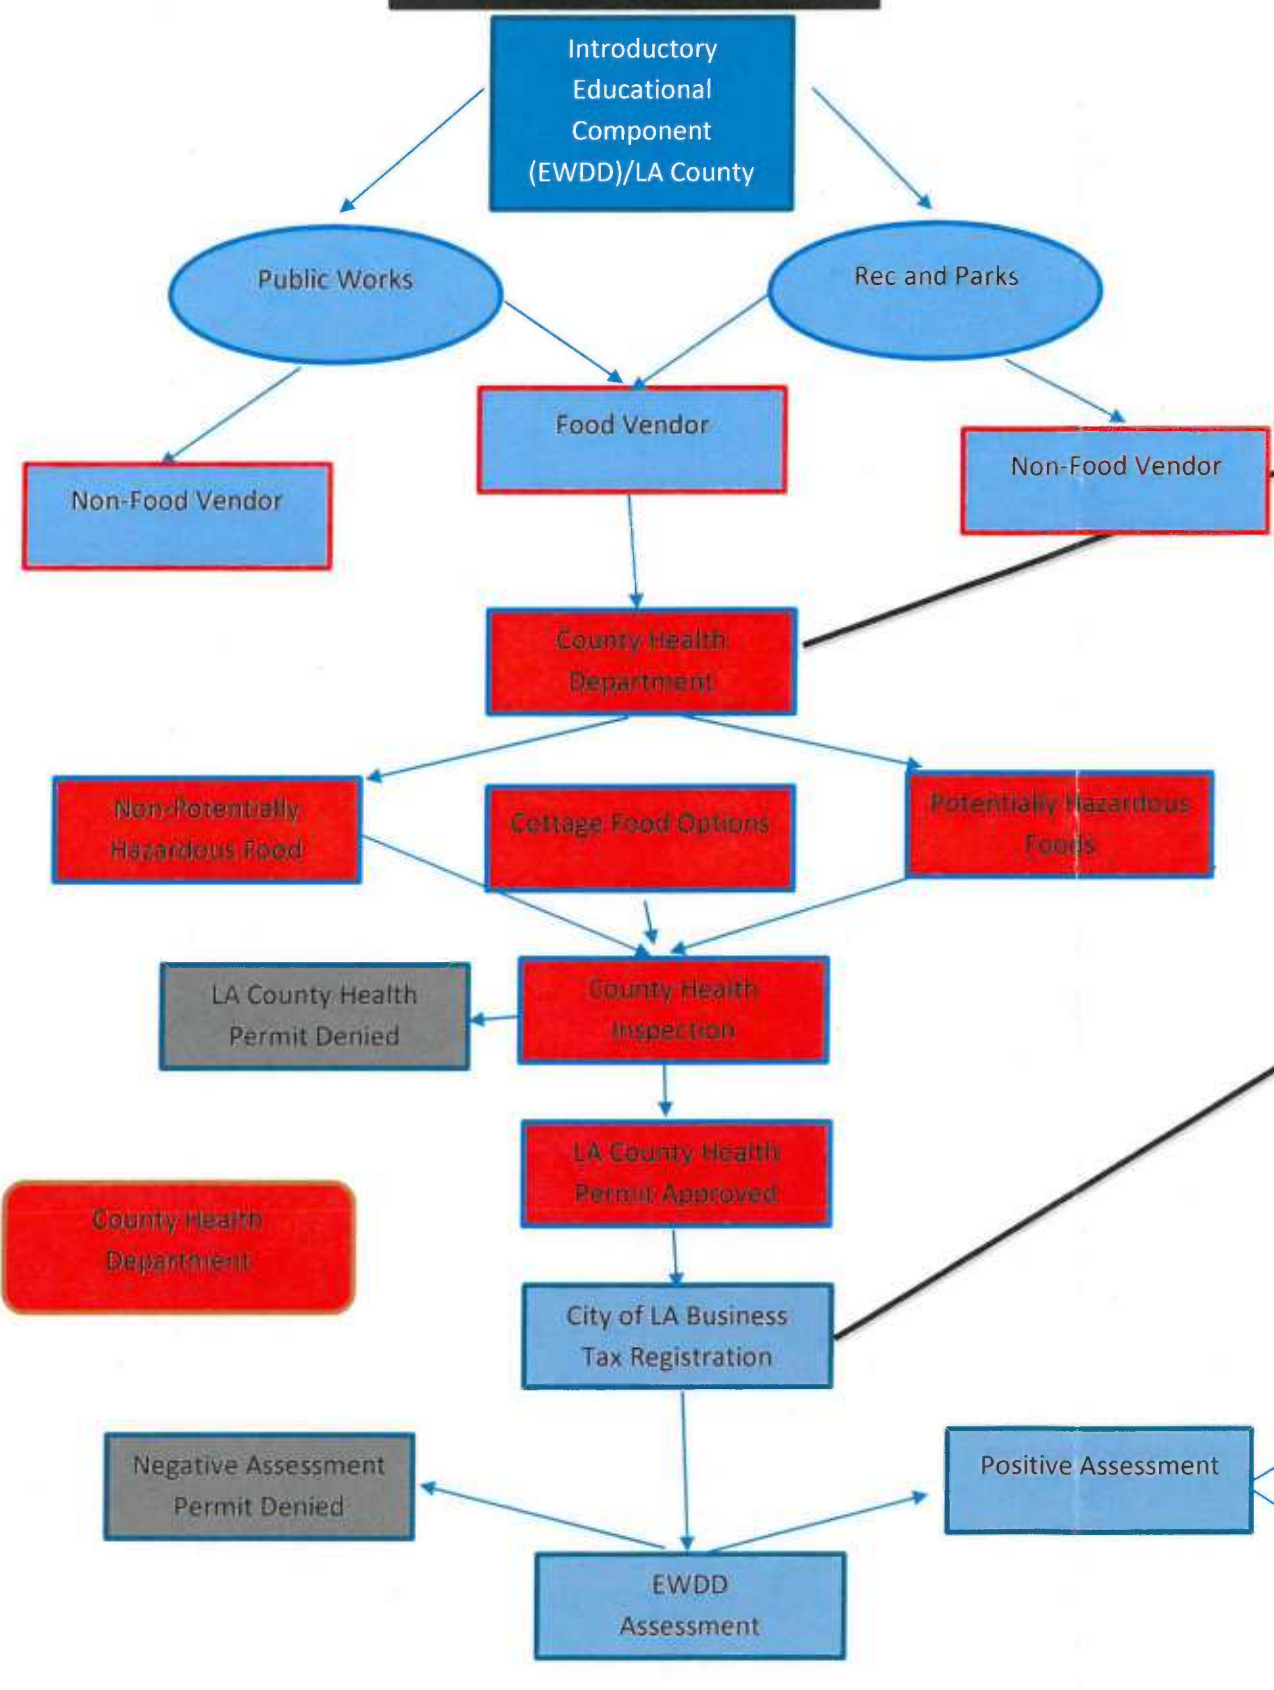 Introductory
Educational
Component
(EWDD)/LA County
Public Works
Rec and Parks
Food Vendor
Non-Food Vendor
Non-Food Vendor
County Health
Department
Non-Potentially
Hazardous Food
Cottage Food Options
Potentially Hazardous
Foods
LA County Health
Permit Denied
County Health
Inspection
LA County Health
Permit Approved
County Health
Department
City of LA Business
Tax Registration
Negative Assessment
Permit Denied
Positive Assessment
EWDD
Assessment